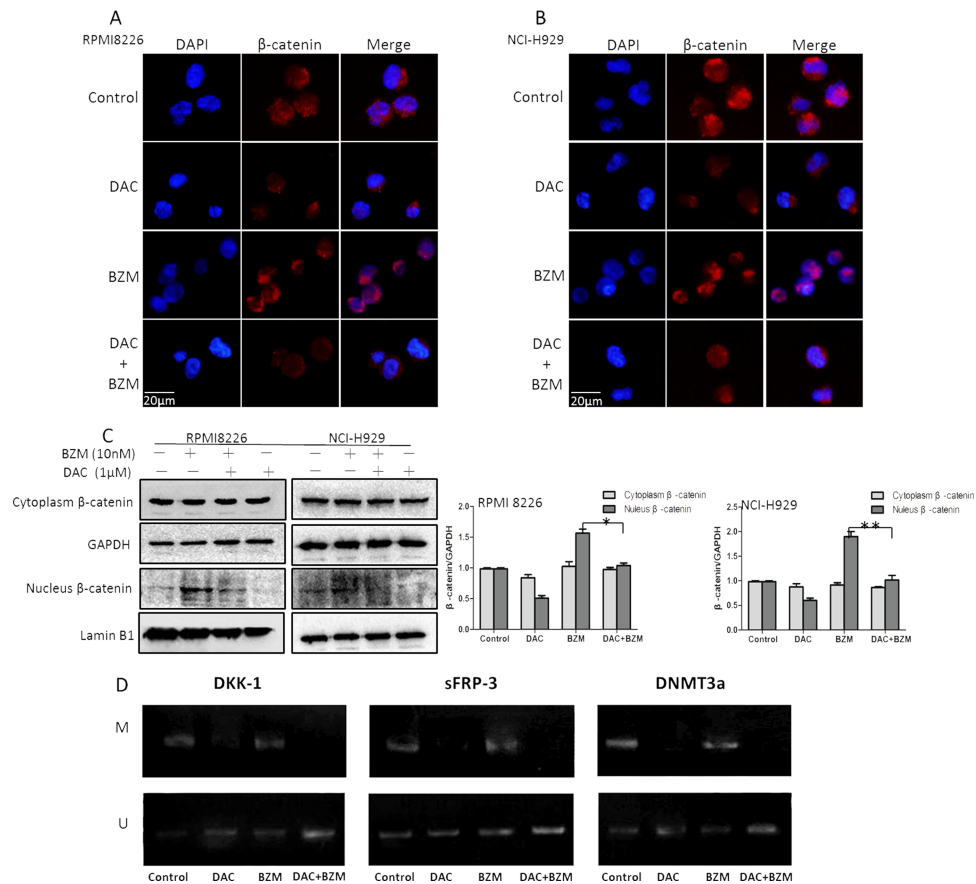 A
RPMI8226
DAPI β-catenin Merge
Control
DAC
BZM
DAC
+
BZM
20μm
B
NCI-H929
DAPI β-catenin Merge
Control
DAC
BZM
DAC
+
BZM
20μm
C
RPMI8226 NCI-H929
BZM (10nM) − + + − − + + −
DAC (1μM) − − + + − − + +
Cytoplasm β-catenin
GAPDH
Nucleus β-catenin
Lamin B1
RPMI 8226
Cytoplasm β -catenin
Nuleus β -catenin
β -catenin/GAPDH
2.0
1.5
1.0
0.5
0.0
*
Control DAC BZM DAC+BZM
NCI-H929
Cytoplasm β -catenin
Nuleus β -catenin
β -catenin/GAPDH
2.5
2.0
1.5
1.0
0.5
0.0
**
Control DAC BZM DAC+BZM
D
DKK-1 sFRP-3 DNMT3a
M
U
Control DAC BZM DAC+BZM Control DAC BZM DAC+BZM Control DAC BZM DAC+BZM